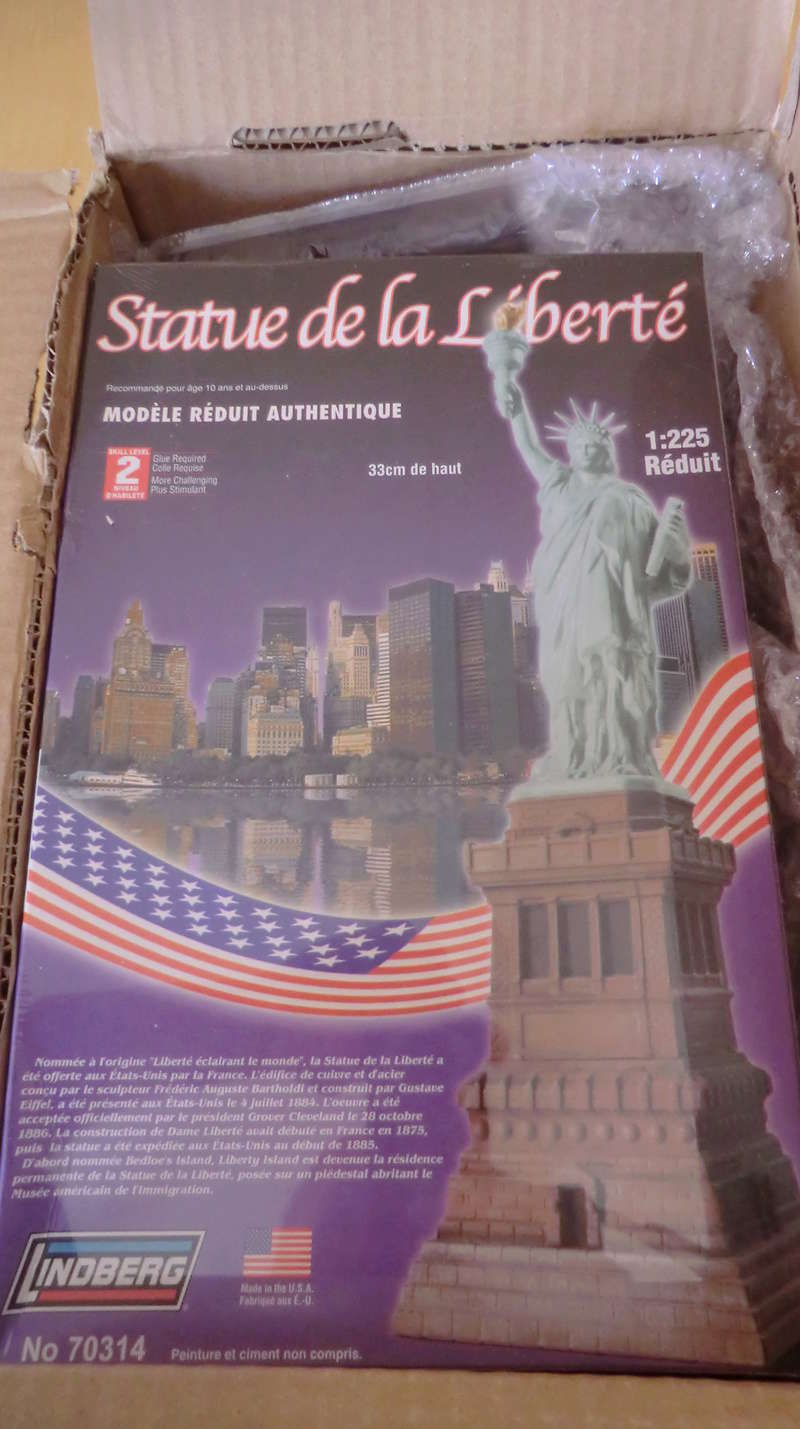 Statue de la Liberté
Recommandé pour âge 10 ans et au-dessus
MODÈLE RÉDUIT AUTHENTIQUE
SKILL LEVEL
2
NIVEAU
D'HABILETÉ
Glue Required
Colle Requise
More Challenging
Plus Stimulant
33cm de haut
1:225
Réduit
Nommée à l'origine "Liberté éclairant le monde", la Statue de la Liberté a
été offerte aux États-Unis par la France. L'édifice de cuivre et d'acier
conçu par le sculpteur Frédéric Auguste Bartholdi et construit par Gustave
Eiffel, a été présenté aux États-Unis le 4 juillet 1884. L'oeuvre a été
acceptée officiellement par le président Grover Cleveland le 28 octobre
1886. La construction de Dame Liberté avait débuté en France en 1875,
puis la statue a été expédiée aux États-Unis au début de 1885.
D'abord nommée Bedloe's Island, Liberty Island est devenue la résidence
permanente de la Statue de la Liberté, posée sur un piédestal abritant le
Musée américain de l'immigration.
LINDBERG
Made in the U.S.A.
Fabriqué aux É.-U.
No 70314
Peinture et ciment non compris.